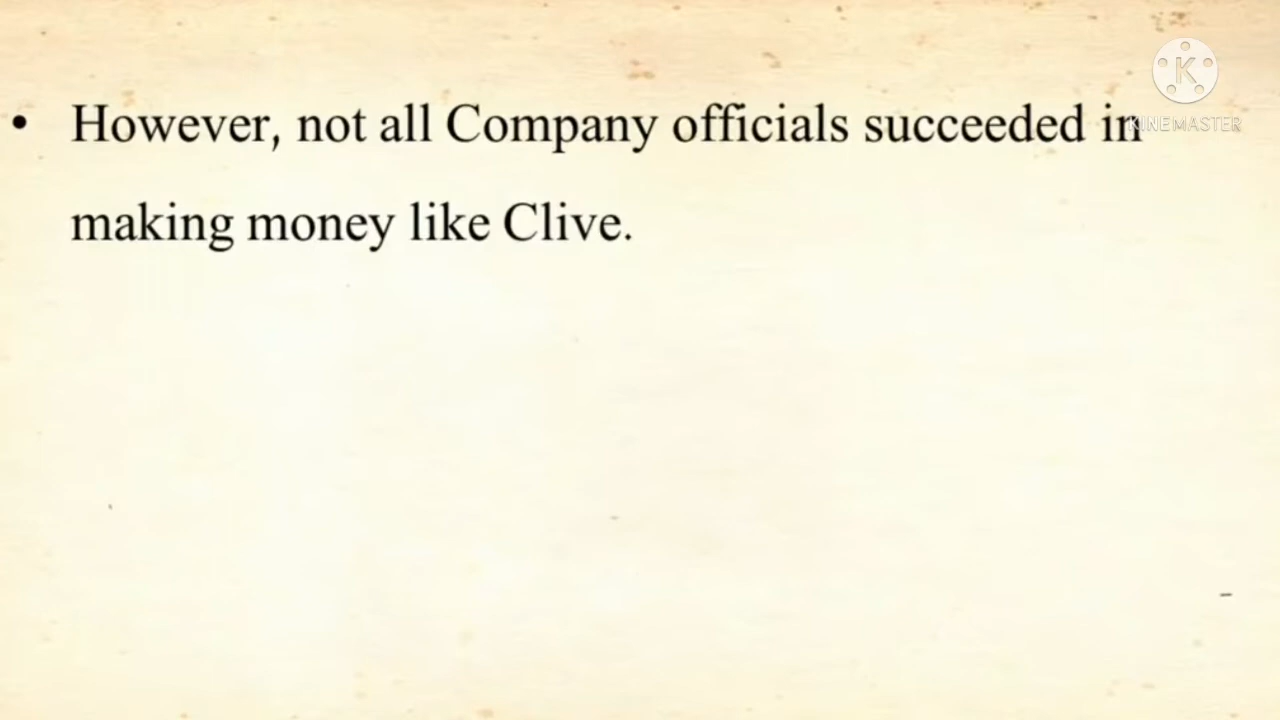 • However, not all Company officials succeeded in
making money like Clive.
K
KINEMASTER